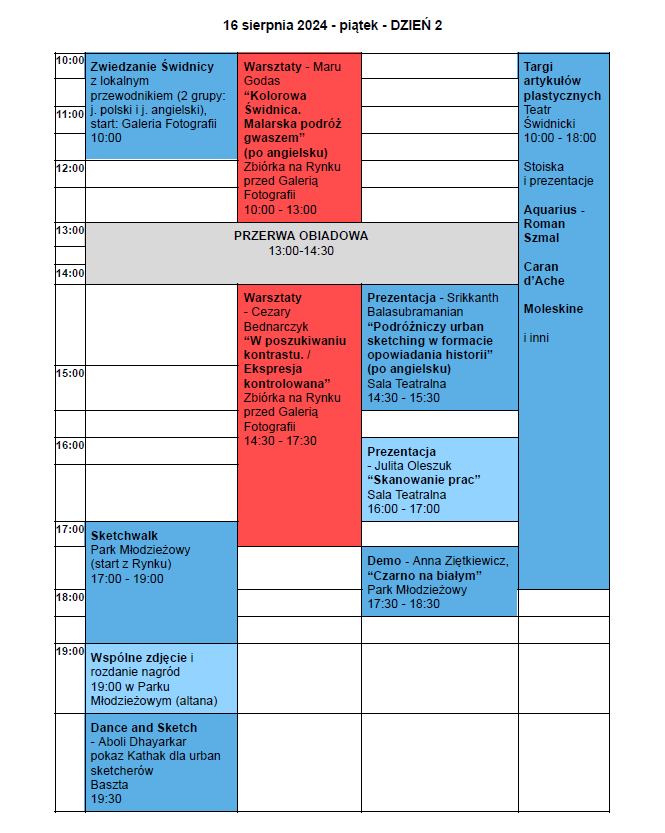 16 sierpnia 2024 - piątek - DZIEŃ 2
10:00
11:00
12:00
13:00
14:00
15:00
16:00
17:00
18:00
19:00
Zwiedzanie Świdnicy
z lokalnym
przewodnikiem (2 grupy:
j. polski i j. angielski),
start: Galeria Fotografii
10:00
Warsztaty - Maru
Godas
“Kolorowa
Świdnica.
Malarska podróż
gwaszem”
(po angielsku)
Zbiórka na Rynku
przed Galerią
Fotografii
10:00 - 13:00
Targi
artykułów
plastycznych
Teatr
Świdnicki
10:00 - 18:00
Stoiska
i prezentacje
Aquarius -
Roman
Szmal
Caran
d’Ache
Moleskine
i inni
PRZERWA OBIADOWA
13:00-14:30
Warsztaty
- Cezary
Bednarczyk
“W poszukiwaniu
kontrastu. /
Ekspresja
kontrolowana”
Zbiórka na Rynku
przed Galerią
Fotografii
14:30 - 17:30
Prezentacja - Srikkanth
Balasubramanian
“Podróżniczy urban
sketching w formacie
opowiadania historii”
(po angielsku)
Sala Teatralna
14:30 - 15:30
Prezentacja
- Julita Oleszuk
“Skanowanie prac”
Sala Teatralna
16:00 - 17:00
Sketchwalk
Park Młodzieżowy
(start z Rynku)
17:00 - 19:00
Demo - Anna Ziętkiewicz,
“Czarno na białym”
Park Młodzieżowy
17:30 - 18:30
Wspólne zdjęcie i
rozdanie nagród
19:00 w Parku
Młodzieżowym (altana)
Dance and Sketch
- Aboli Dhayarkar
pokaz Kathak dla urban
sketcherów
Baszta
19:30